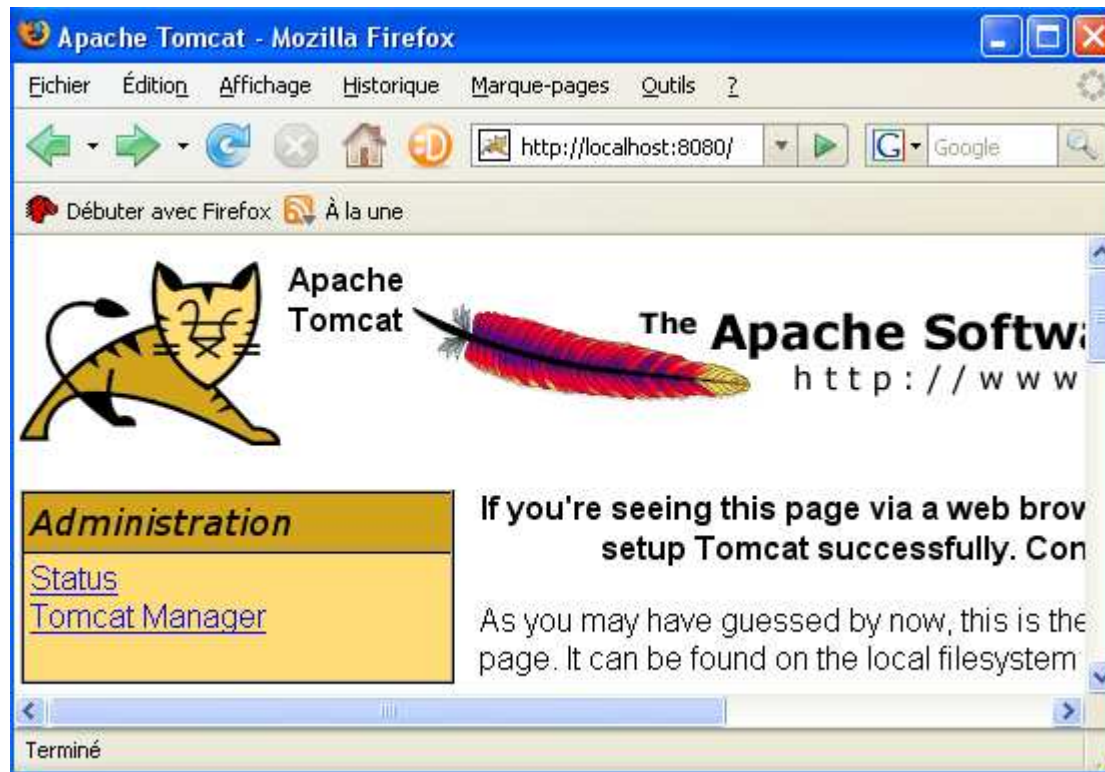 Apache Tomcat - Mozilla Firefox
Fichier Édition Affichage Historique Marque-pages Outils ?
http://localhost:8080/ G Google
Débuter avec Firefox À la une
Apache
Tomcat
The Apache Softwa
http://www
Administration
Status
Tomcat Manager
If you're seeing this page via a web brow
setup Tomcat successfully. Con
As you may have guessed by now, this is the
page. It can be found on the local filesystem
Terminé